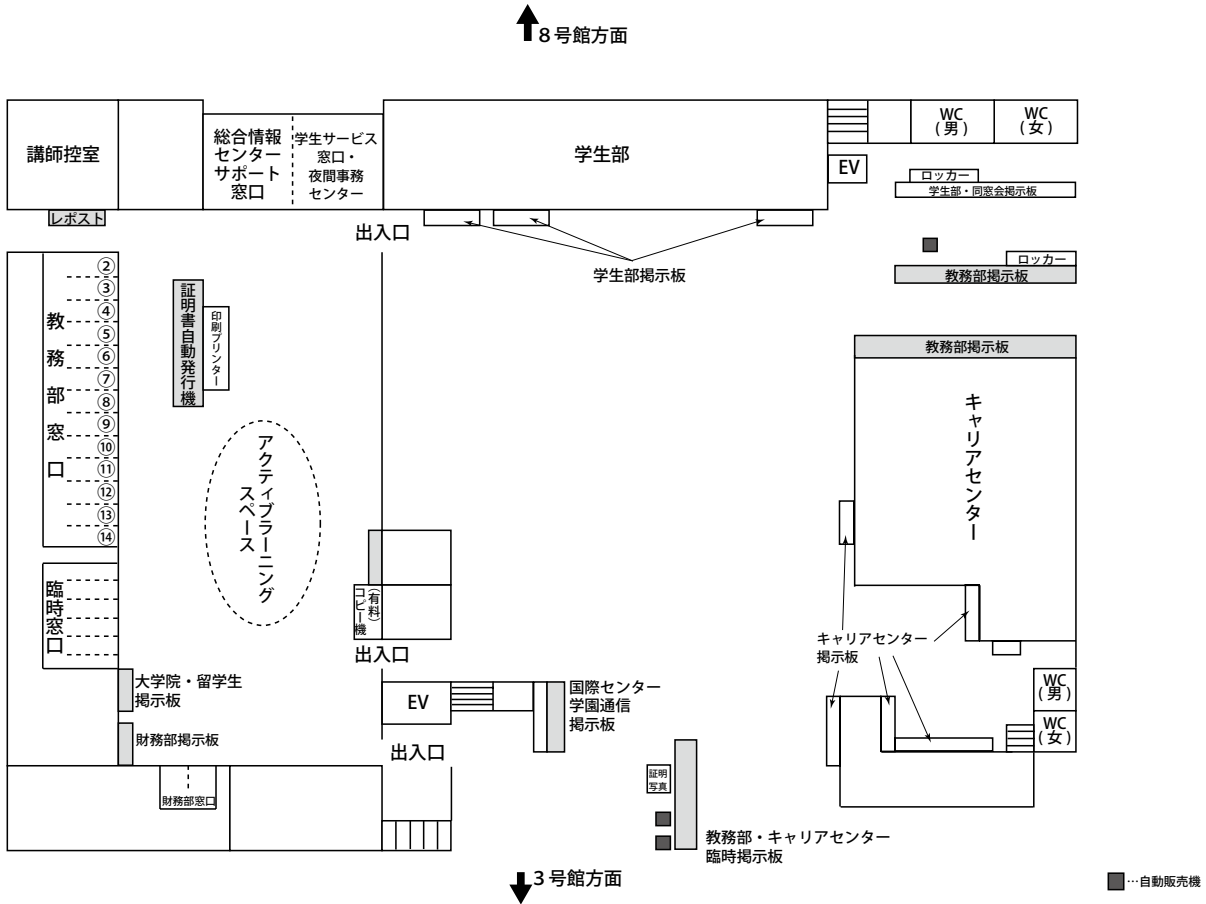 8号館方面
講師控室
総合情報
センター
サポート
窓口
学生サービス
窓口・
夜間事務
センター
学生部
EV
WC
(男)
WC
(女)
ロッカー
学生部・同窓会掲示板
レポスト
出入口
学生部掲示板
ロッカー
教務部掲示板
教務部掲示板
教務部窓口
②
③
④
⑤
⑥
⑦
⑧
⑨
⑩
⑪
⑫
⑬
⑭
証明書自動発行機
印刷プリンター
アクティブラーニング
スペース
キャリアセンター
臨時窓口
(有料)
コピー機
出入口
キャリアセンター
掲示板
大学院・留学生
掲示板
EV
国際センター
学園通信
掲示板
WC
(男)
WC
(女)
財務部掲示板
出入口
財務部窓口
証明
写真
教務部・キャリアセンター
臨時掲示板
3号館方面
…自動販売機